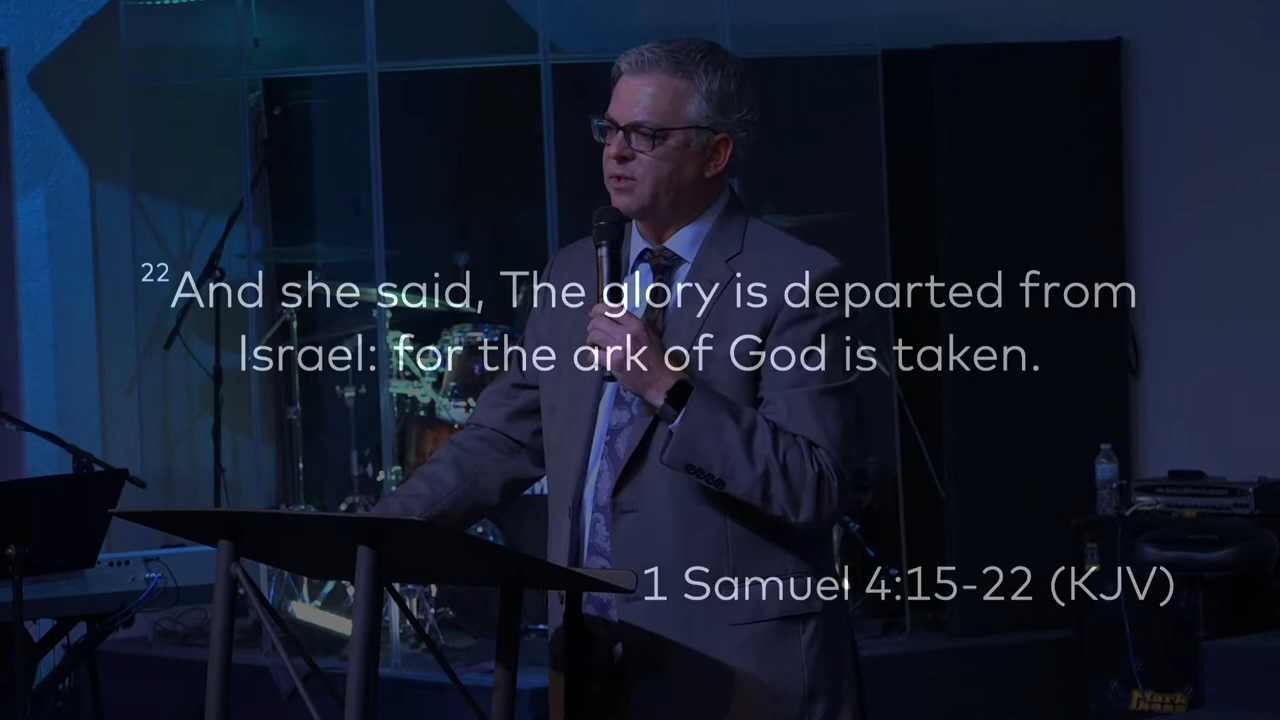 ²²And she said, The glory is departed from
Israel: for the ark of God is taken.
1 Samuel 4:15-22 (KJV)
Mark